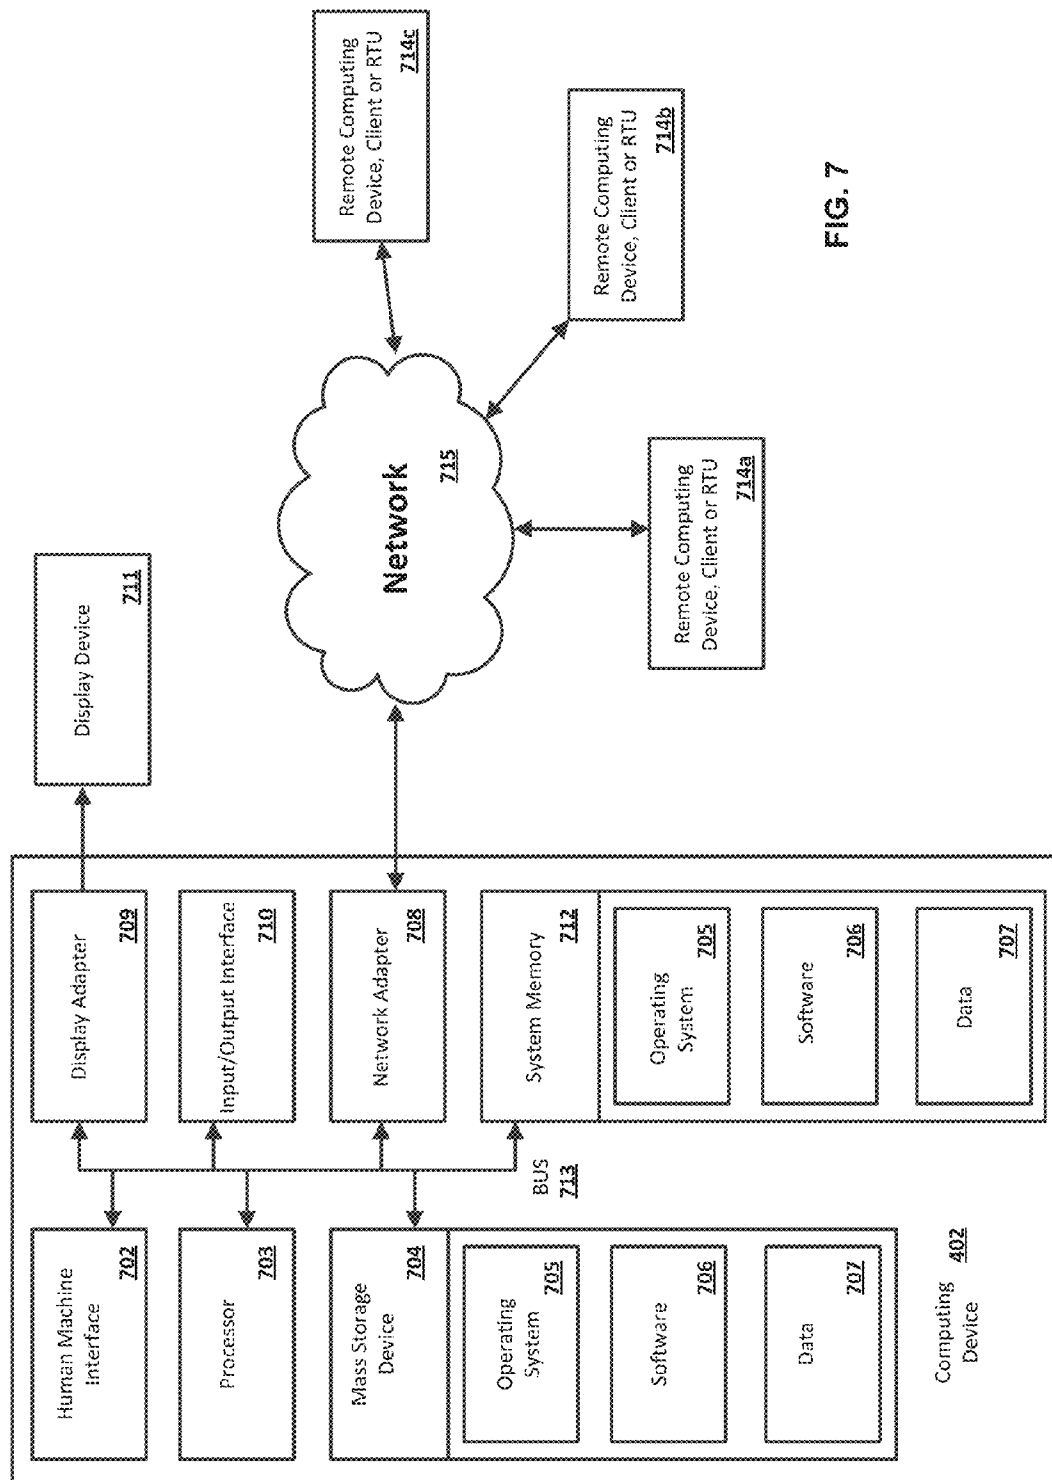 Human Machine
Interface
702
Processor
703
Mass Storage
Device
704
Operating
System
705
Software
706
Data
707
Computing
Device
402
BUS
713
Display Adapter
709
Input/Output Interface
710
Network Adapter
708
System Memory
712
Operating
System
705
Software
706
Data
707
Display Device
711
Network
715
Remote Computing
Device, Client or RTU
714a
Remote Computing
Device, Client or RTU
714b
Remote Computing
Device, Client or RTU
714c
FIG. 7